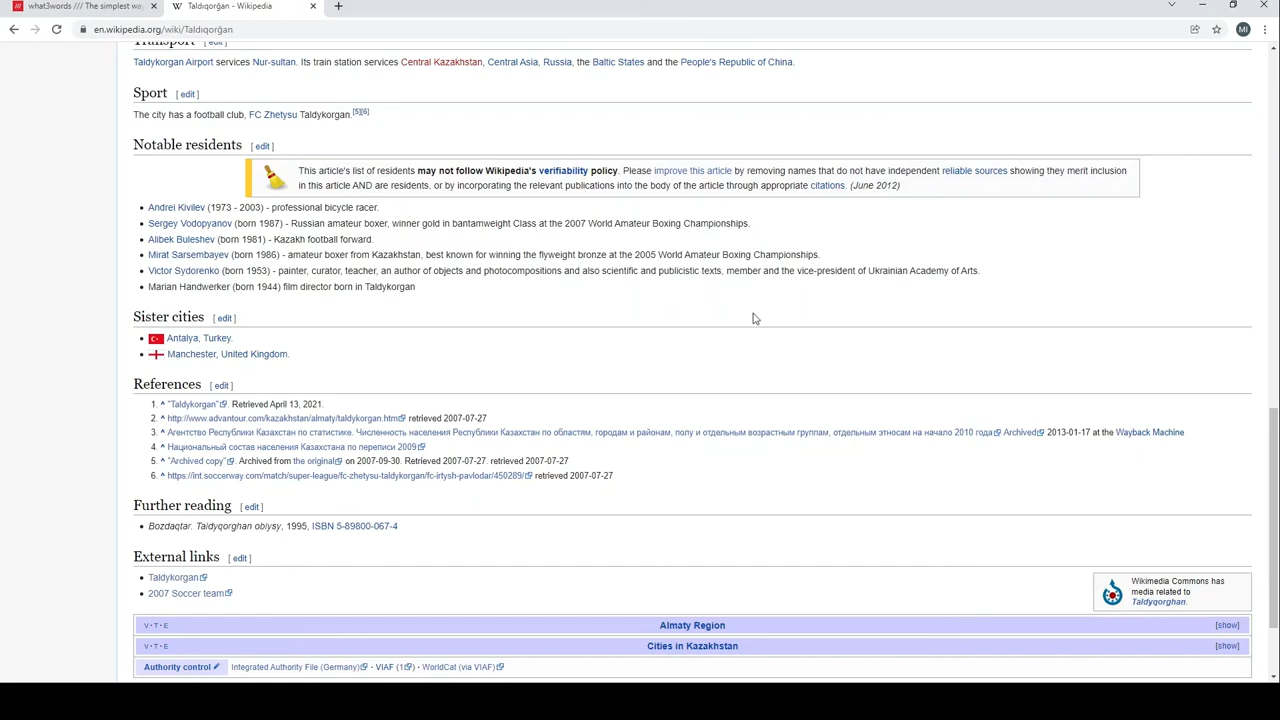 what3words /// The simplest wa
Taldıqorğan - Wikipedia
en.wikipedia.org/wiki/Taldıqorğan
MI
Transport [ edit ]
Taldykorgan Airport services Nur-sultan. Its train station services Central Kazakhstan, Central Asia, Russia, the Baltic States and the People's Republic of China.
Sport [ edit ]
The city has a football club, FC Zhetysu Taldykorgan.[5][6]
Notable residents [ edit ]
This article's list of residents may not follow Wikipedia's verifiability policy. Please improve this article by removing names that do not have independent reliable sources showing they merit inclusion
in this article AND are residents, or by incorporating the relevant publications into the body of the article through appropriate citations. (June 2012)
• Andrei Kivilev (1973 - 2003) - professional bicycle racer.
• Sergey Vodopyanov (born 1987) - Russian amateur boxer, winner gold in bantamweight Class at the 2007 World Amateur Boxing Championships.
• Alibek Buleshev (born 1981) - Kazakh football forward.
• Mirat Sarsembayev (born 1986) - amateur boxer from Kazakhstan, best known for winning the flyweight bronze at the 2005 World Amateur Boxing Championships.
• Victor Sydorenko (born 1953) - painter, curator, teacher, an author of objects and photocompositions and also scientific and publicistic texts, member and the vice-president of Ukrainian Academy of Arts.
• Marian Handwerker (born 1944) film director born in Taldykorgan
Sister cities [ edit ]
• Antalya, Turkey.
• Manchester, United Kingdom.
References [ edit ]
1. ^ "Taldykorgan". Retrieved April 13, 2021.
2. ^ http://www.advantour.com/kazakhstan/almaty/taldykorgan.htm retrieved 2007-07-27
3. ^ Агентство Республики Казахстан по статистике. Численность населения Республики Казахстан по областям, городам и районам, полу и отдельным возрастным группам, отдельным этносам на начало 2010 года Archived 2013-01-17 at the Wayback Machine
4. ^ Национальный состав населения Казахстана по переписи 2009
5. ^ "Archived copy". Archived from the original on 2007-09-30. Retrieved 2007-07-27. retrieved 2007-07-27
6. ^ https://int.soccerway.com/match/super-league/fc-zhetysu-taldykorgan/fc-irtysh-pavlodar/450289/ retrieved 2007-07-27
Further reading [ edit ]
• Bozdaqtar. Taidyqorghan oblysy, 1995, ISBN 5-89800-067-4
External links [ edit ]
• Taldykorgan
• 2007 Soccer team
Wikimedia Commons has
media related to
Taldyqorghan.
V · T · E Almaty Region [show]
V · T · E Cities in Kazakhstan [show]
Authority control Integrated Authority File (Germany) · VIAF (1) · WorldCat (via VIAF)